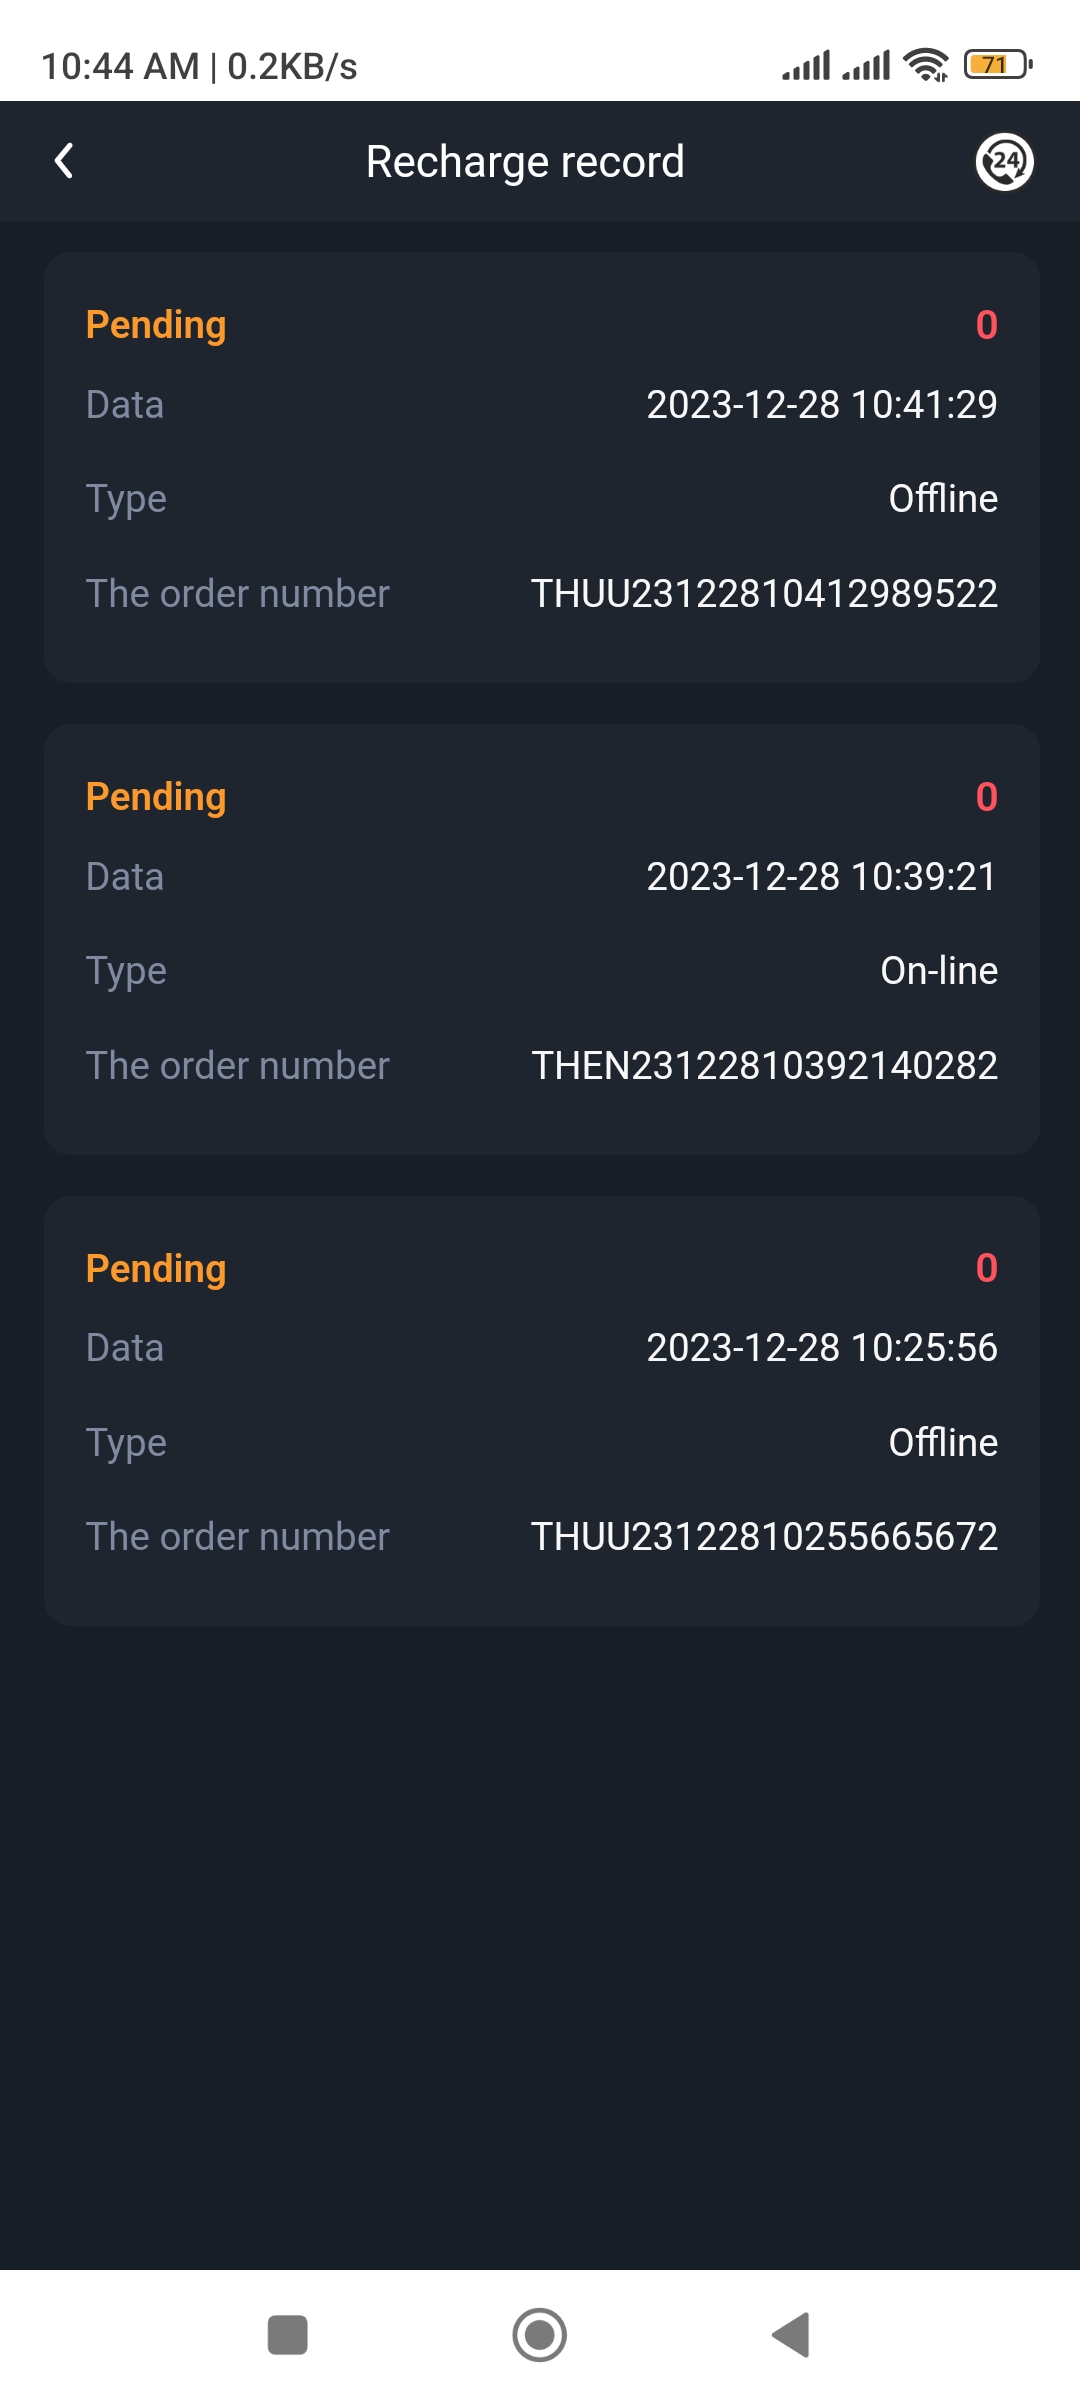 10:44 AM | 0.2KB/s 71
Recharge record 24
Pending 0
Data 2023-12-28 10:41:29
Type Offline
The order number THUU23122810412989522
Pending 0
Data 2023-12-28 10:39:21
Type On-line
The order number THEN23122810392140282
Pending 0
Data 2023-12-28 10:25:56
Type Offline
The order number THUU23122810255665672